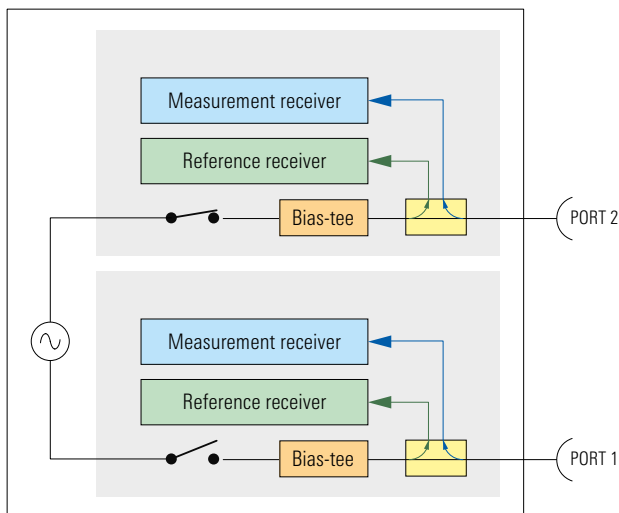 Measurement receiver
Reference receiver
Bias-tee
PORT 2
Measurement receiver
Reference receiver
Bias-tee
PORT 1